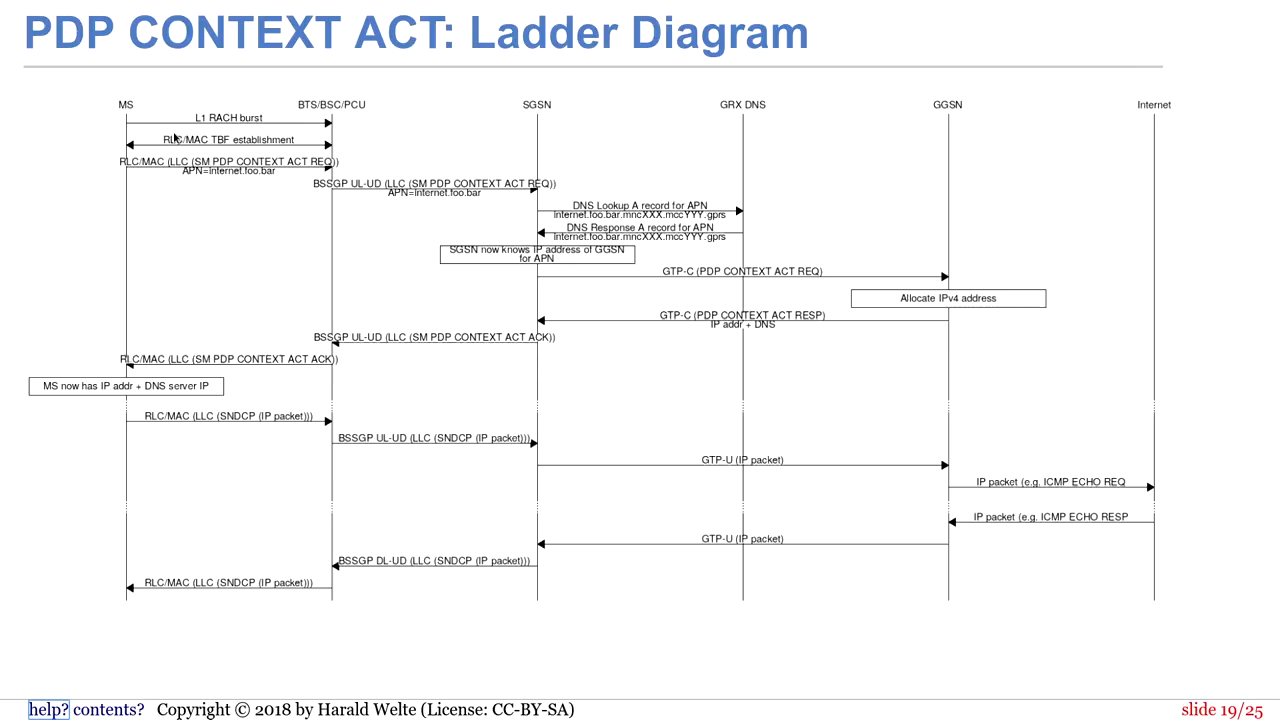 PDP CONTEXT ACT: Ladder Diagram
MS
BTS/BSC/PCU
SGSN
GRX DNS
GGSN
Internet
L1 RACH burst
RLC/MAC TBF establishment
RLC/MAC (LLC (SM PDP CONTEXT ACT REQ))
APN=internet.foo.bar
BSSGP UL-UD (LLC (SM PDP CONTEXT ACT REQ))
APN=internet.foo.bar
DNS Lookup A record for APN
internet.foo.bar.mncXXX.mccYYY.gprs
DNS Response A record for APN
internet.foo.bar.mncXXX.mccYYY.gprs
SGSN now knows IP address of GGSN
for APN
GTP-C (PDP CONTEXT ACT REQ)
Allocate IPv4 address
GTP-C (PDP CONTEXT ACT RESP)
IP addr + DNS
BSSGP UL-UD (LLC (SM PDP CONTEXT ACT ACK))
RLC/MAC (LLC (SM PDP CONTEXT ACT ACK))
MS now has IP addr + DNS server IP
RLC/MAC (LLC (SNDCP (IP packet)))
BSSGP UL-UD (LLC (SNDCP (IP packet)))
GTP-U (IP packet)
IP packet (e.g. ICMP ECHO REQ
IP packet (e.g. ICMP ECHO RESP
GTP-U (IP packet)
BSSGP DL-UD (LLC (SNDCP (IP packet)))
RLC/MAC (LLC (SNDCP (IP packet)))
help? contents? Copyright © 2018 by Harald Welte (License: CC-BY-SA)
slide 19/25